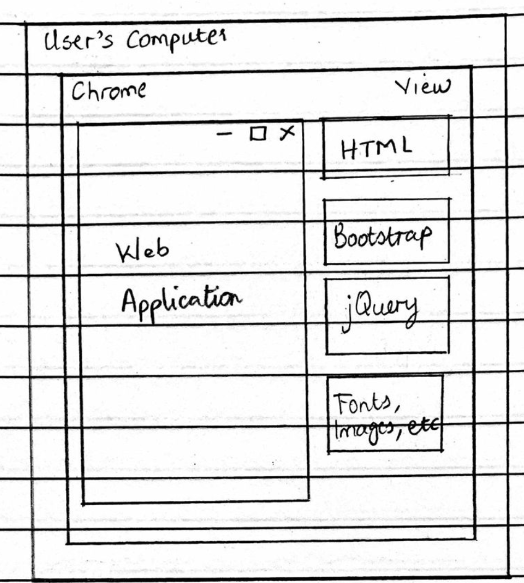 User's Computer
Chrome View
— □ X
HTML
Web
Application
Bootstrap
jQuery
Fonts,
Images, etc